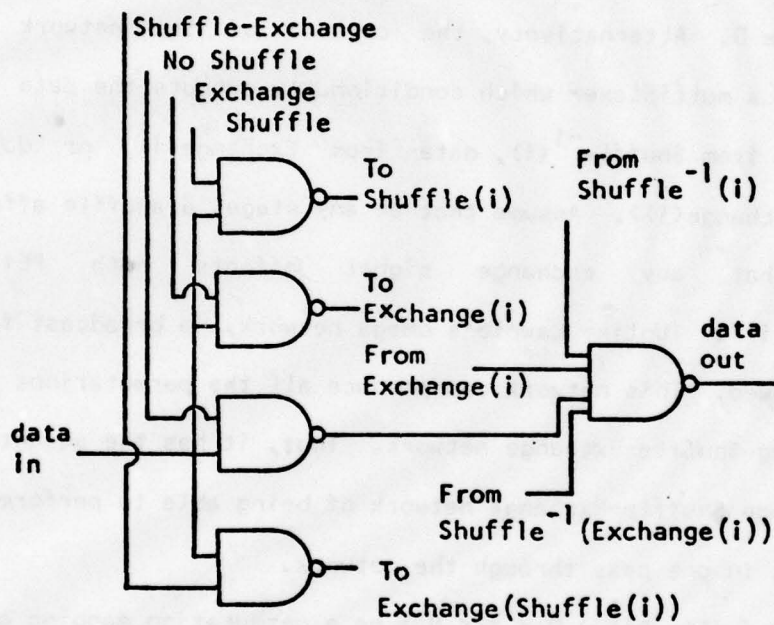 Shuffle-Exchange
No Shuffle
Exchange
Shuffle
To
Shuffle(i)
From
Shuffle⁻¹(i)
To
Exchange(i)
From
Exchange(i)
data
out
data
in
From
Shuffle⁻¹(Exchange(i))
To
Exchange(Shuffle(i))